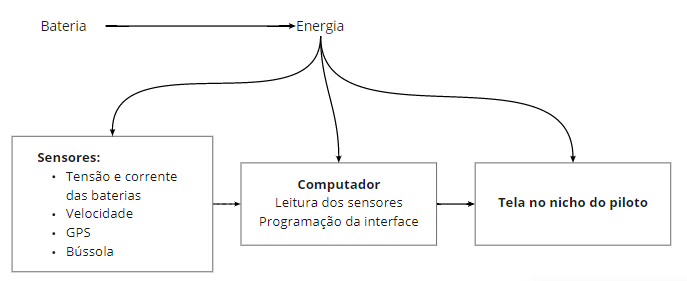 Bateria
Energia
Sensores:
• Tensão e corrente
das baterias
• Velocidade
• GPS
• Bússola
Computador
Leitura dos sensores
Programação da interface
Tela no nicho do piloto